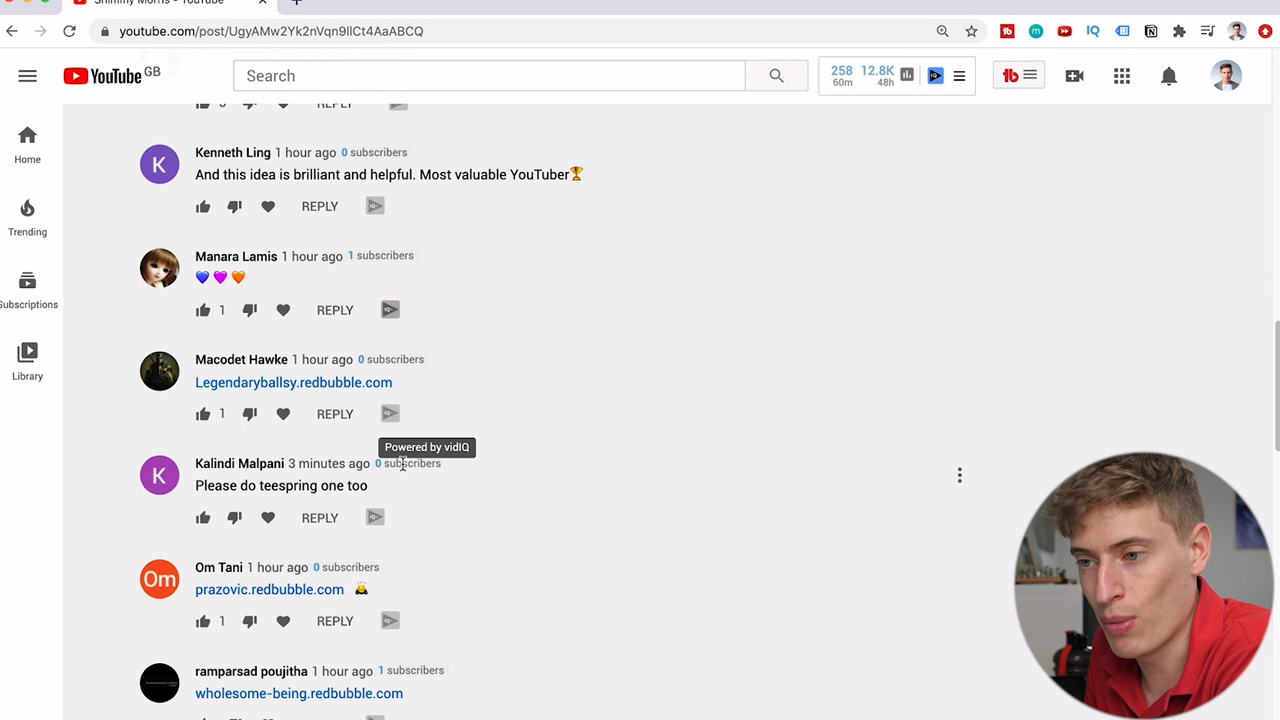 Shimmy Morris - YouTube
youtube.com/post/UgyAMw2Yk2nVqn9llCt4AaABCQ
YouTube GB
Search
258 12.8K
60m 48h
REPLY
Home
Trending
Subscriptions
Library
Kenneth Ling 1 hour ago 0 subscribers
And this idea is brilliant and helpful. Most valuable YouTuber🏆
REPLY
Manara Lamis 1 hour ago 1 subscribers
💙 💜 🧡
1 REPLY
Macodet Hawke 1 hour ago 0 subscribers
Legendaryballsy.redbubble.com
1 REPLY
Powered by vidIQ
Kalindi Malpani 3 minutes ago 0 subscribers
Please do teespring one too
REPLY
Om Tani 1 hour ago 0 subscribers
prazovic.redbubble.com
1 REPLY
ramparsad poujitha 1 hour ago 1 subscribers
wholesome-being.redbubble.com